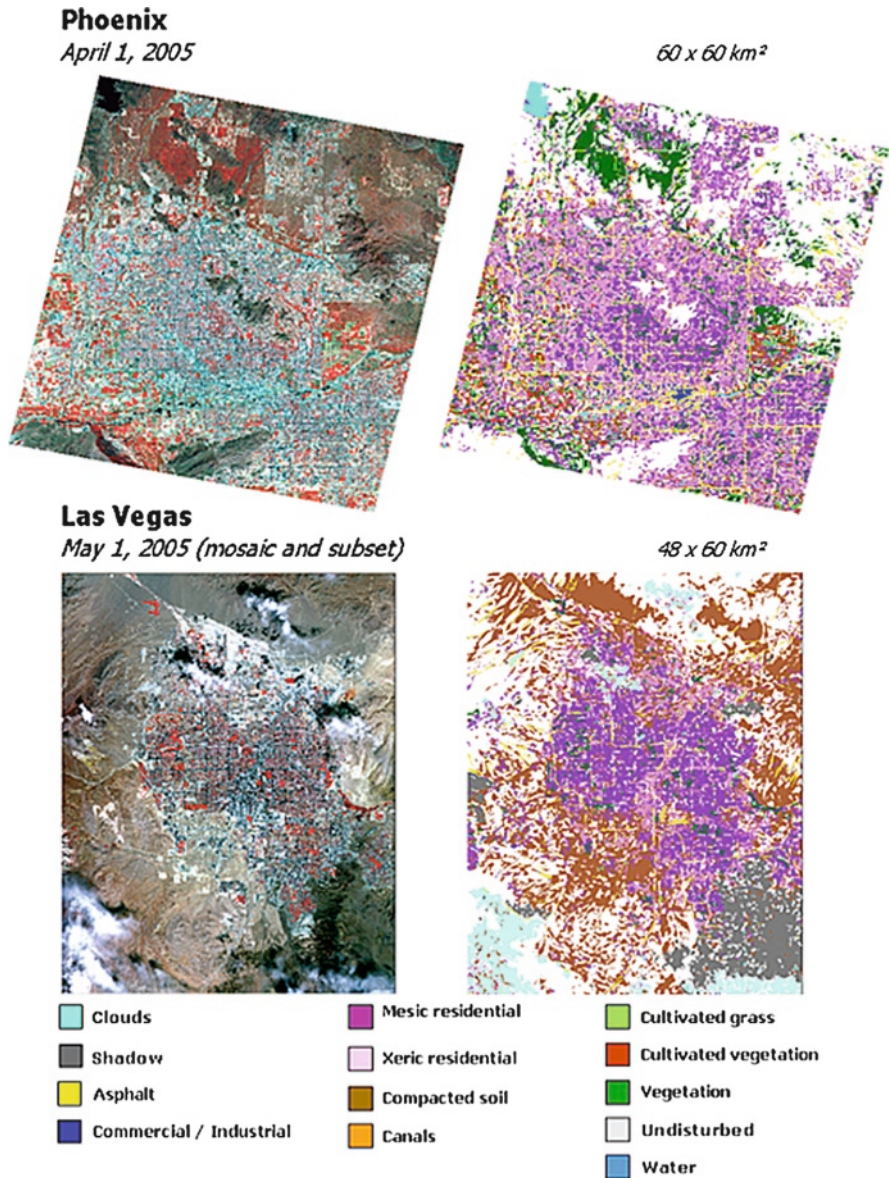 Phoenix
April 1, 2005
60 x 60 km²
Las Vegas
May 1, 2005 (mosaic and subset)
48 x 60 km²
Clouds
Shadow
Asphalt
Commercial / Industrial
Mesic residential
Xeric residential
Compacted soil
Canals
Cultivated grass
Cultivated vegetation
Vegetation
Undisturbed
Water